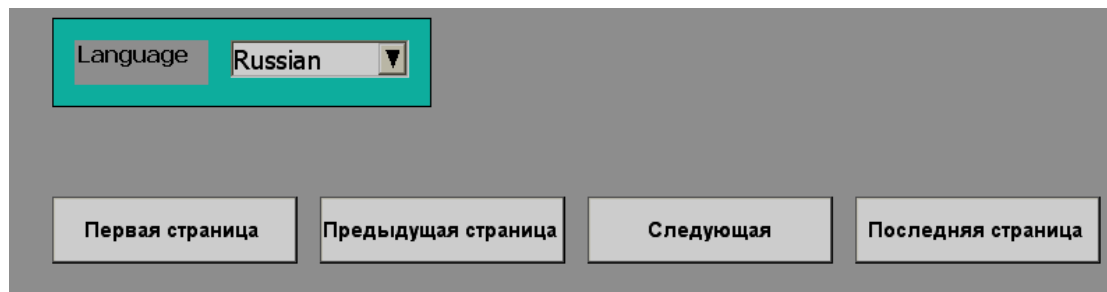 Language
Russian
Первая страница
Предыдущая страница
Следующая
Последняя страница